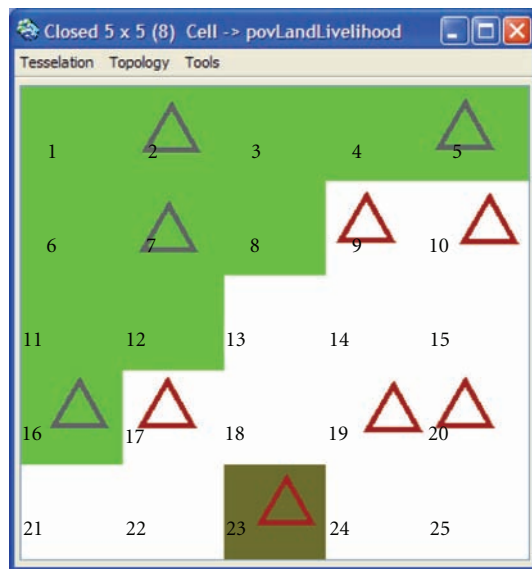 Closed 5 x 5 (8) Cell -> povLandLivelihood
Tesselation Topology Tools
1 2 3 4 5
6 7 8 9 10
11 12 13 14 15
16 17 18 19 20
21 22 23 24 25